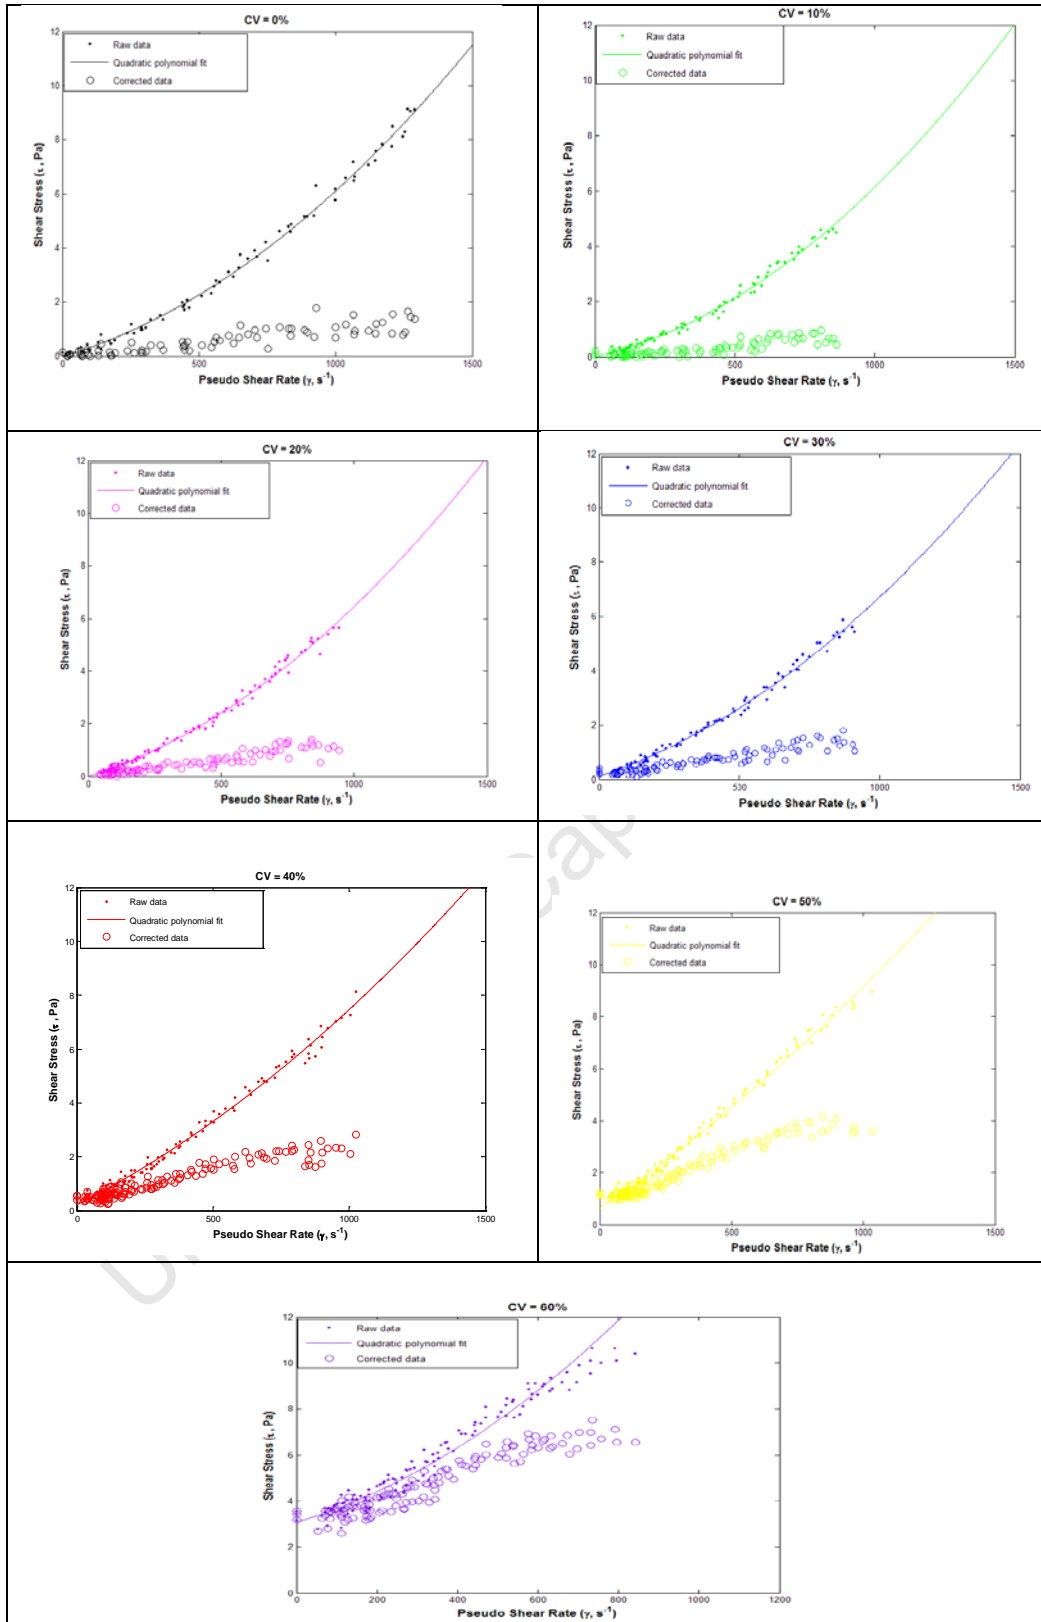 CV = 0%
12
10
8
6
4
2
0
Shear Stress (τ, Pa)
Raw data
Quadratic polynomial fit
Corrected data
0 500 1000 1500
Pseudo Shear Rate (γ, s⁻¹)
CV = 10%
12
10
8
6
4
2
0
Shear Stress (τ, Pa)
Raw data
Quadratic polynomial fit
Corrected data
0 500 1000 1500
Pseudo Shear Rate (γ, s⁻¹)
CV = 20%
12
10
8
6
4
2
0
Shear Stress (τ, Pa)
Raw data
Quadratic polynomial fit
Corrected data
0 500 1000 1500
Pseudo Shear Rate (γ, s⁻¹)
CV = 30%
12
10
8
6
4
2
0
Shear Stress (τ, Pa)
Raw data
Quadratic polynomial fit
Corrected data
0 500 1000 1500
Pseudo Shear Rate (γ, s⁻¹)
CV = 40%
12
10
8
6
4
2
0
Shear Stress (τ, Pa)
Raw data
Quadratic polynomial fit
Corrected data
0 500 1000 1500
Pseudo Shear Rate (γ, s⁻¹)
CV = 50%
12
10
8
6
4
2
0
Shear Stress (τ, Pa)
Raw data
Quadratic polynomial fit
Corrected data
0 500 1000 1500
Pseudo Shear Rate (γ, s⁻¹)
CV = 60%
12
10
8
6
4
2
0
Shear Stress (τ, Pa)
Raw data
Quadratic polynomial fit
Corrected data
0 200 400 600 800 1000 1200
Pseudo Shear Rate (γ, s⁻¹)